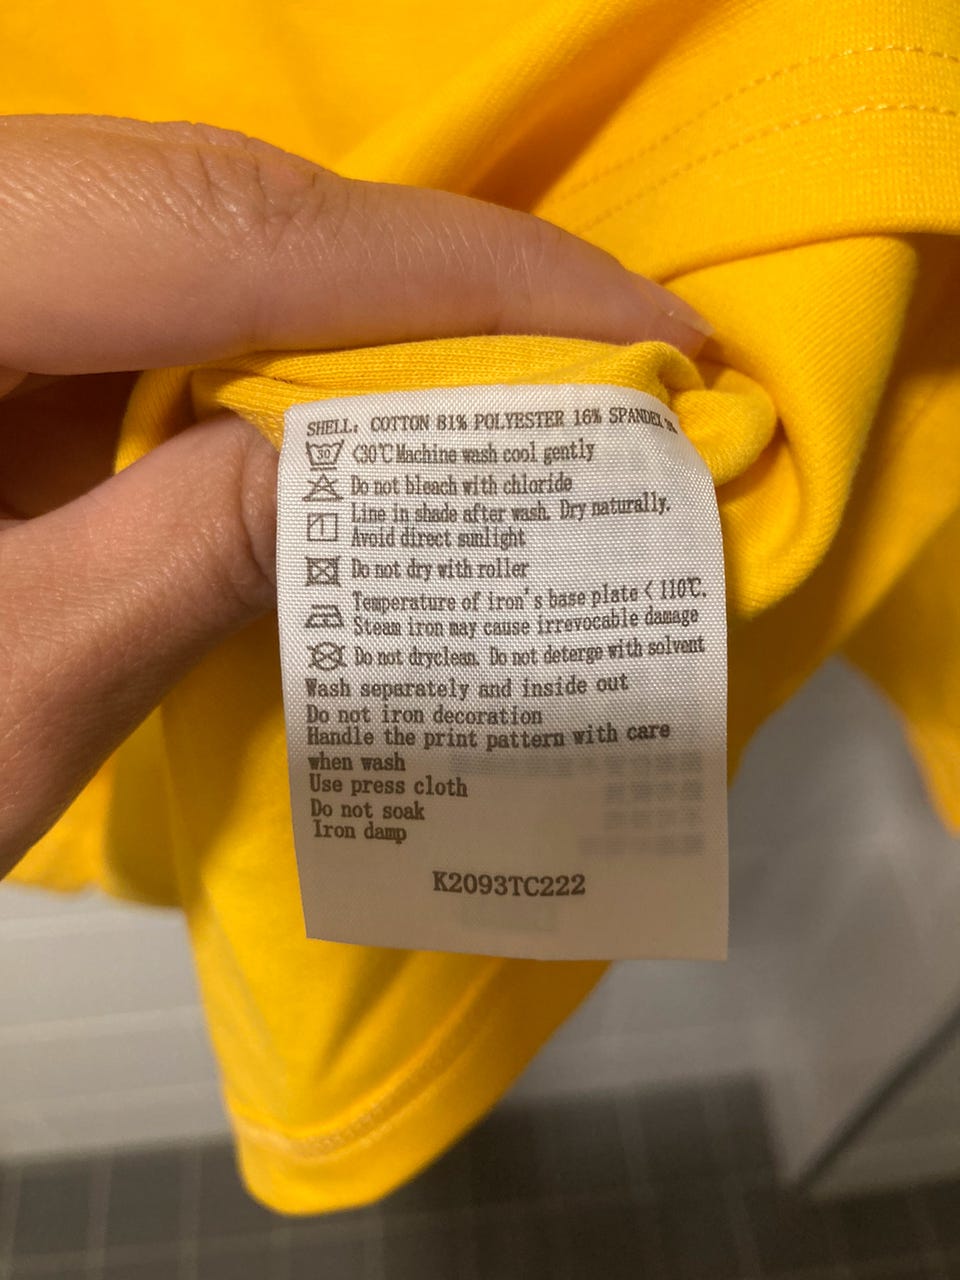 SHELL: COTTON 81% POLYESTER 16% SPANDEX
30 <30℃ Machine wash cool gently
Do not bleach with chloride
Line in shade after wash. Dry naturally.
Avoid direct sunlight
Do not dry with roller
Temperature of iron's base plate < 110℃.
Steam iron may cause irrevocable damage
Do not dryclean. Do not deterge with solvent
Wash separately and inside out
Do not iron decoration
Handle the print pattern with care
when wash
Use press cloth
Do not soak
Iron damp
K2093TC222